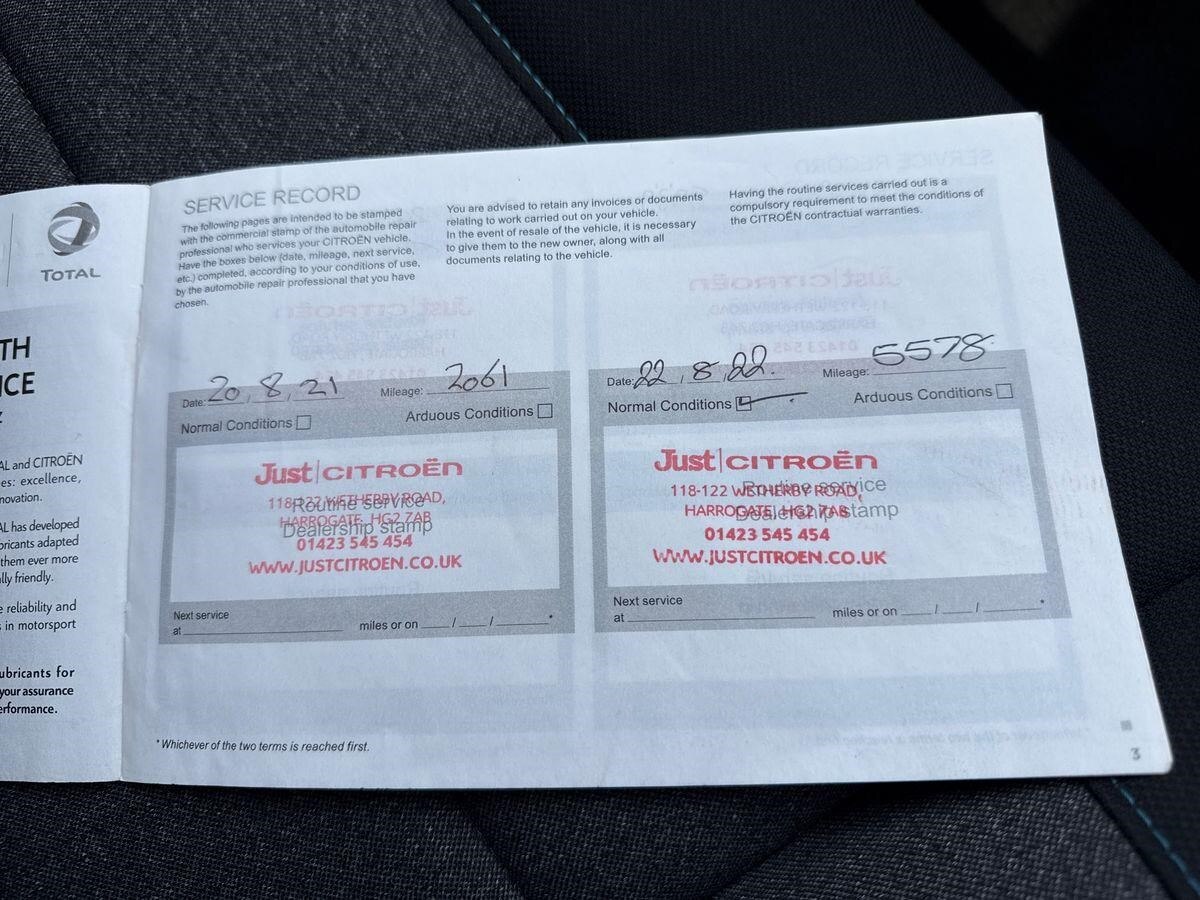 TOTAL
TH
ICE
AL and CITROËN
es: excellence,
novation.
AL has developed
bricants adapted
them ever more
lly friendly.
e reliability and
s in motorsport
ubricants for
your assurance
erformance.
SERVICE RECORD
The following pages are intended to be stamped
with the commercial stamp of the automobile repair
professional who services your CITROËN vehicle.
Have the boxes below (date, mileage, next service,
etc.) completed, according to your conditions of use,
by the automobile repair professional that you have
chosen.
You are advised to retain any invoices or documents
relating to work carried out on your vehicle.
In the event of resale of the vehicle, it is necessary
to give them to the new owner, along with all
documents relating to the vehicle.
Having the routine services carried out is a
compulsory requirement to meet the conditions of
the CITROËN contractual warranties.
Date: 20, 8, 21 Mileage: 2061
Normal Conditions Arduous Conditions
Just|CITROËN
118-122 WETHERBY ROAD,
Routine service
HARROGATE, HG2 7AB
Dealership stamp
01423 545 454
WWW.JUSTCITROEN.CO.UK
Next service
at miles or on / / *
Date: 22, 8, 22. Mileage: 5578
Normal Conditions Arduous Conditions
Just|CITROËN
118-122 WETHERBY ROAD,
Routine service
HARROGATE, HG2 7AB
Dealership stamp
01423 545 454
WWW.JUSTCITROEN.CO.UK
Next service
at miles or on / / *
* Whichever of the two terms is reached first.
3